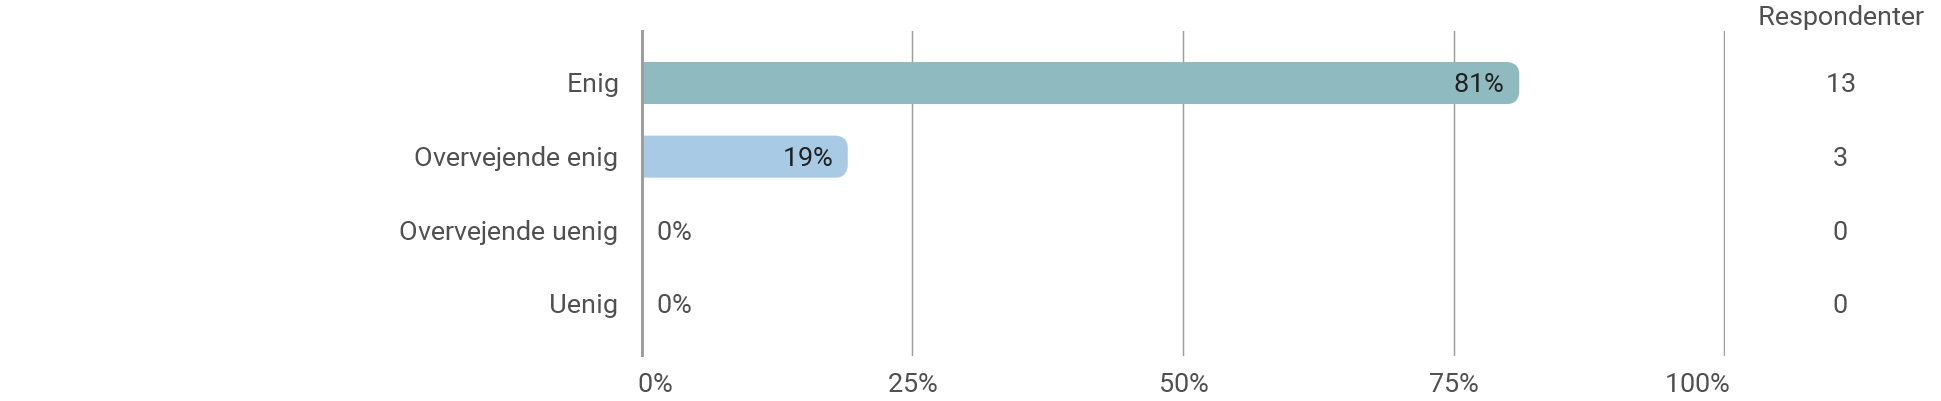 Respondenter
Enig 81% 13
Overvejende enig 19% 3
Overvejende uenig 0% 0
Uenig 0% 0
0% 25% 50% 75% 100%